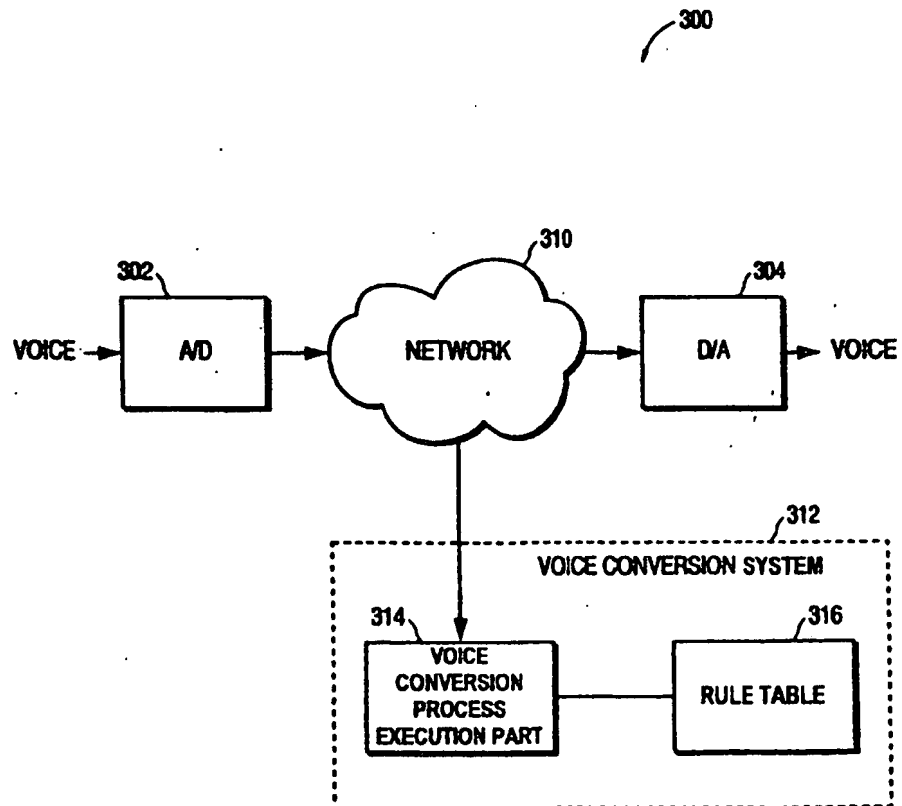 300
310
302
304
VOICE
A/D
NETWORK
D/A
VOICE
312
VOICE CONVERSION SYSTEM
314
316
VOICE
CONVERSION
PROCESS
EXECUTION PART
RULE TABLE